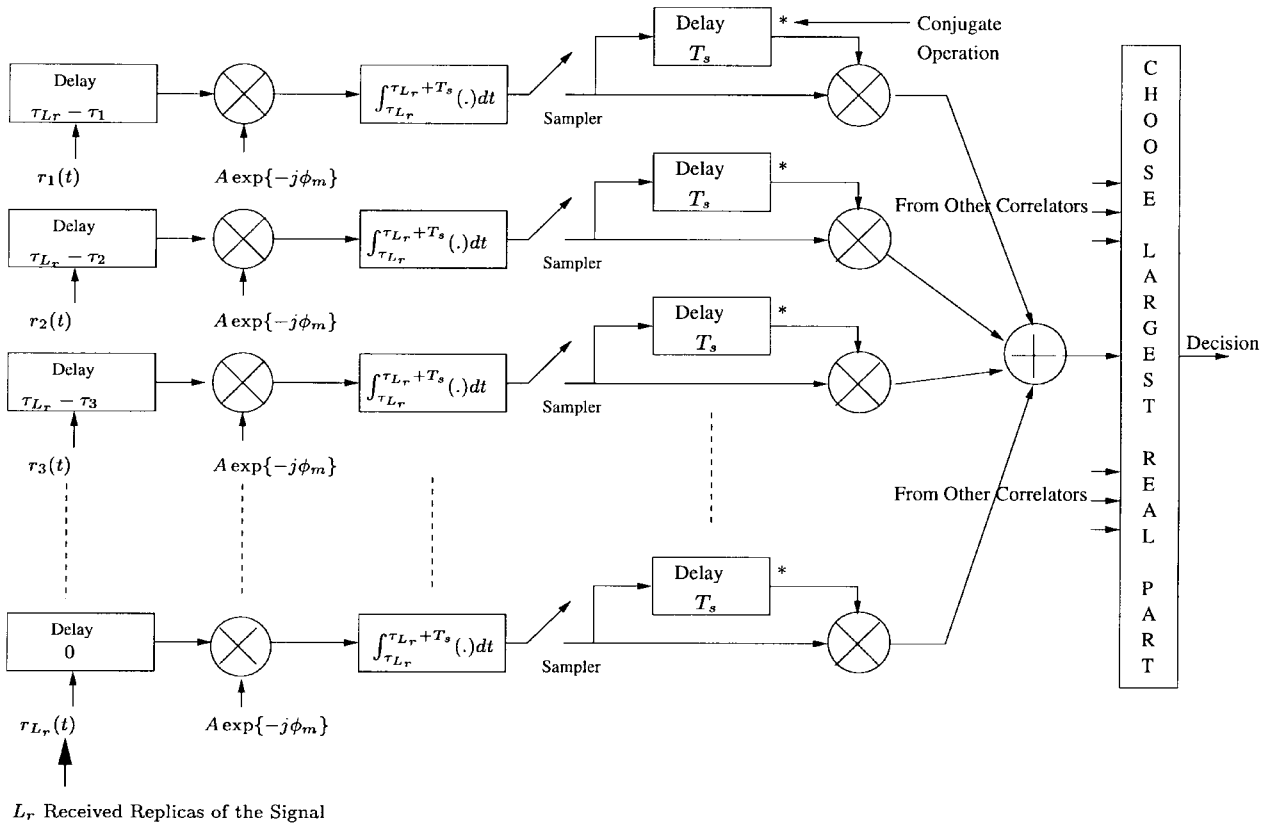 Delay
T_s
*
Conjugate
Operation
Delay
τ_{L_r} − τ_1
∫_{τ_{L_r}}^{τ_{L_r}+T_s}(.)dt
Sampler
r_1(t)
A exp{−jϕ_m}
Delay
T_s
*
Delay
τ_{L_r} − τ_2
∫_{τ_{L_r}}^{τ_{L_r}+T_s}(.)dt
Sampler
r_2(t)
A exp{−jϕ_m}
Delay
T_s
*
Delay
τ_{L_r} − τ_3
∫_{τ_{L_r}}^{τ_{L_r}+T_s}(.)dt
Sampler
r_3(t)
A exp{−jϕ_m}
Delay
T_s
*
Delay
0
∫_{τ_{L_r}}^{τ_{L_r}+T_s}(.)dt
Sampler
r_{L_r}(t)
A exp{−jϕ_m}
L_r Received Replicas of the Signal
From Other Correlators
From Other Correlators
CHOOSE LARGEST REAL PART
Decision